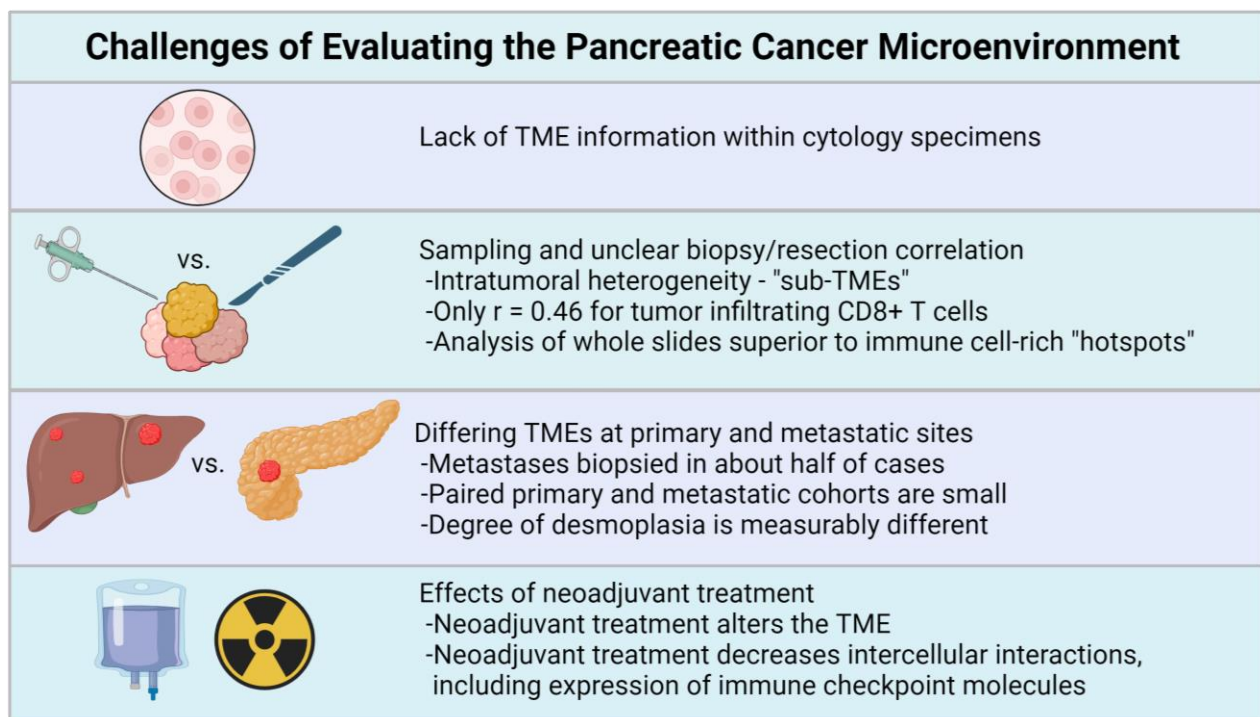 Challenges of Evaluating the Pancreatic Cancer Microenvironment
Lack of TME information within cytology specimens
vs.
Sampling and unclear biopsy/resection correlation
-Intratumoral heterogeneity - "sub-TMEs"
-Only r = 0.46 for tumor infiltrating CD8+ T cells
-Analysis of whole slides superior to immune cell-rich "hotspots"
vs.
Differing TMEs at primary and metastatic sites
-Metastases biopsied in about half of cases
-Paired primary and metastatic cohorts are small
-Degree of desmoplasia is measurably different
Effects of neoadjuvant treatment
-Neoadjuvant treatment alters the TME
-Neoadjuvant treatment decreases intercellular interactions,
including expression of immune checkpoint molecules